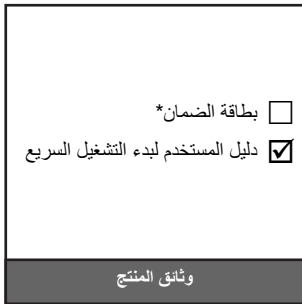 بطاقة الضمان*
دليل المستخدم لبدء التشغيل السريع
وثائق المنتج